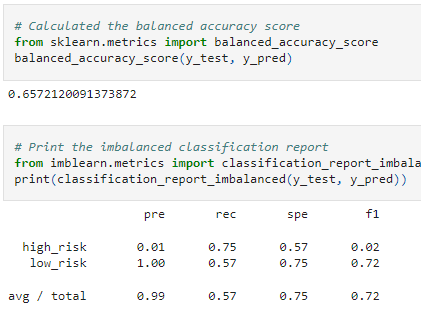 # Calculated the balanced accuracy score
from sklearn.metrics import balanced_accuracy_score
balanced_accuracy_score(y_test, y_pred)
0.6572120091373872
# Print the imbalanced classification report
from imblearn.metrics import classification_report_imbala
print(classification_report_imbalanced(y_test, y_pred))
pre rec spe f1
high_risk 0.01 0.75 0.57 0.02
low_risk 1.00 0.57 0.75 0.72
avg / total 0.99 0.57 0.75 0.72